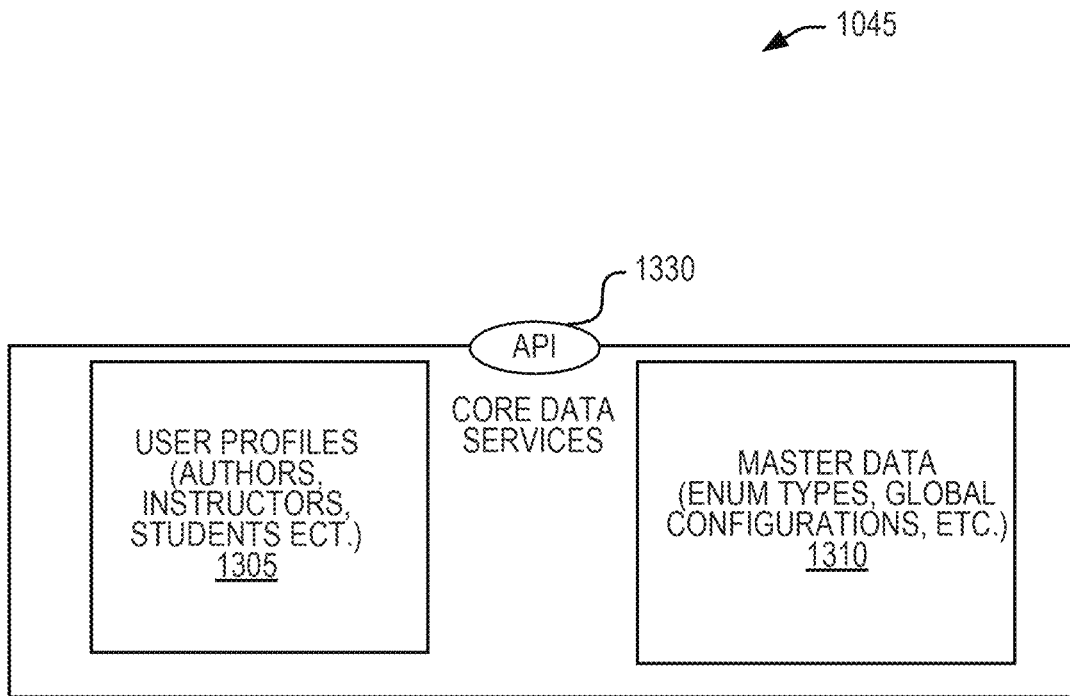 1045
1330
API
CORE DATA
SERVICES
USER PROFILES
(AUTHORS,
INSTRUCTORS,
STUDENTS ECT.)
1305
MASTER DATA
(ENUM TYPES, GLOBAL
CONFIGURATIONS, ETC.)
1310